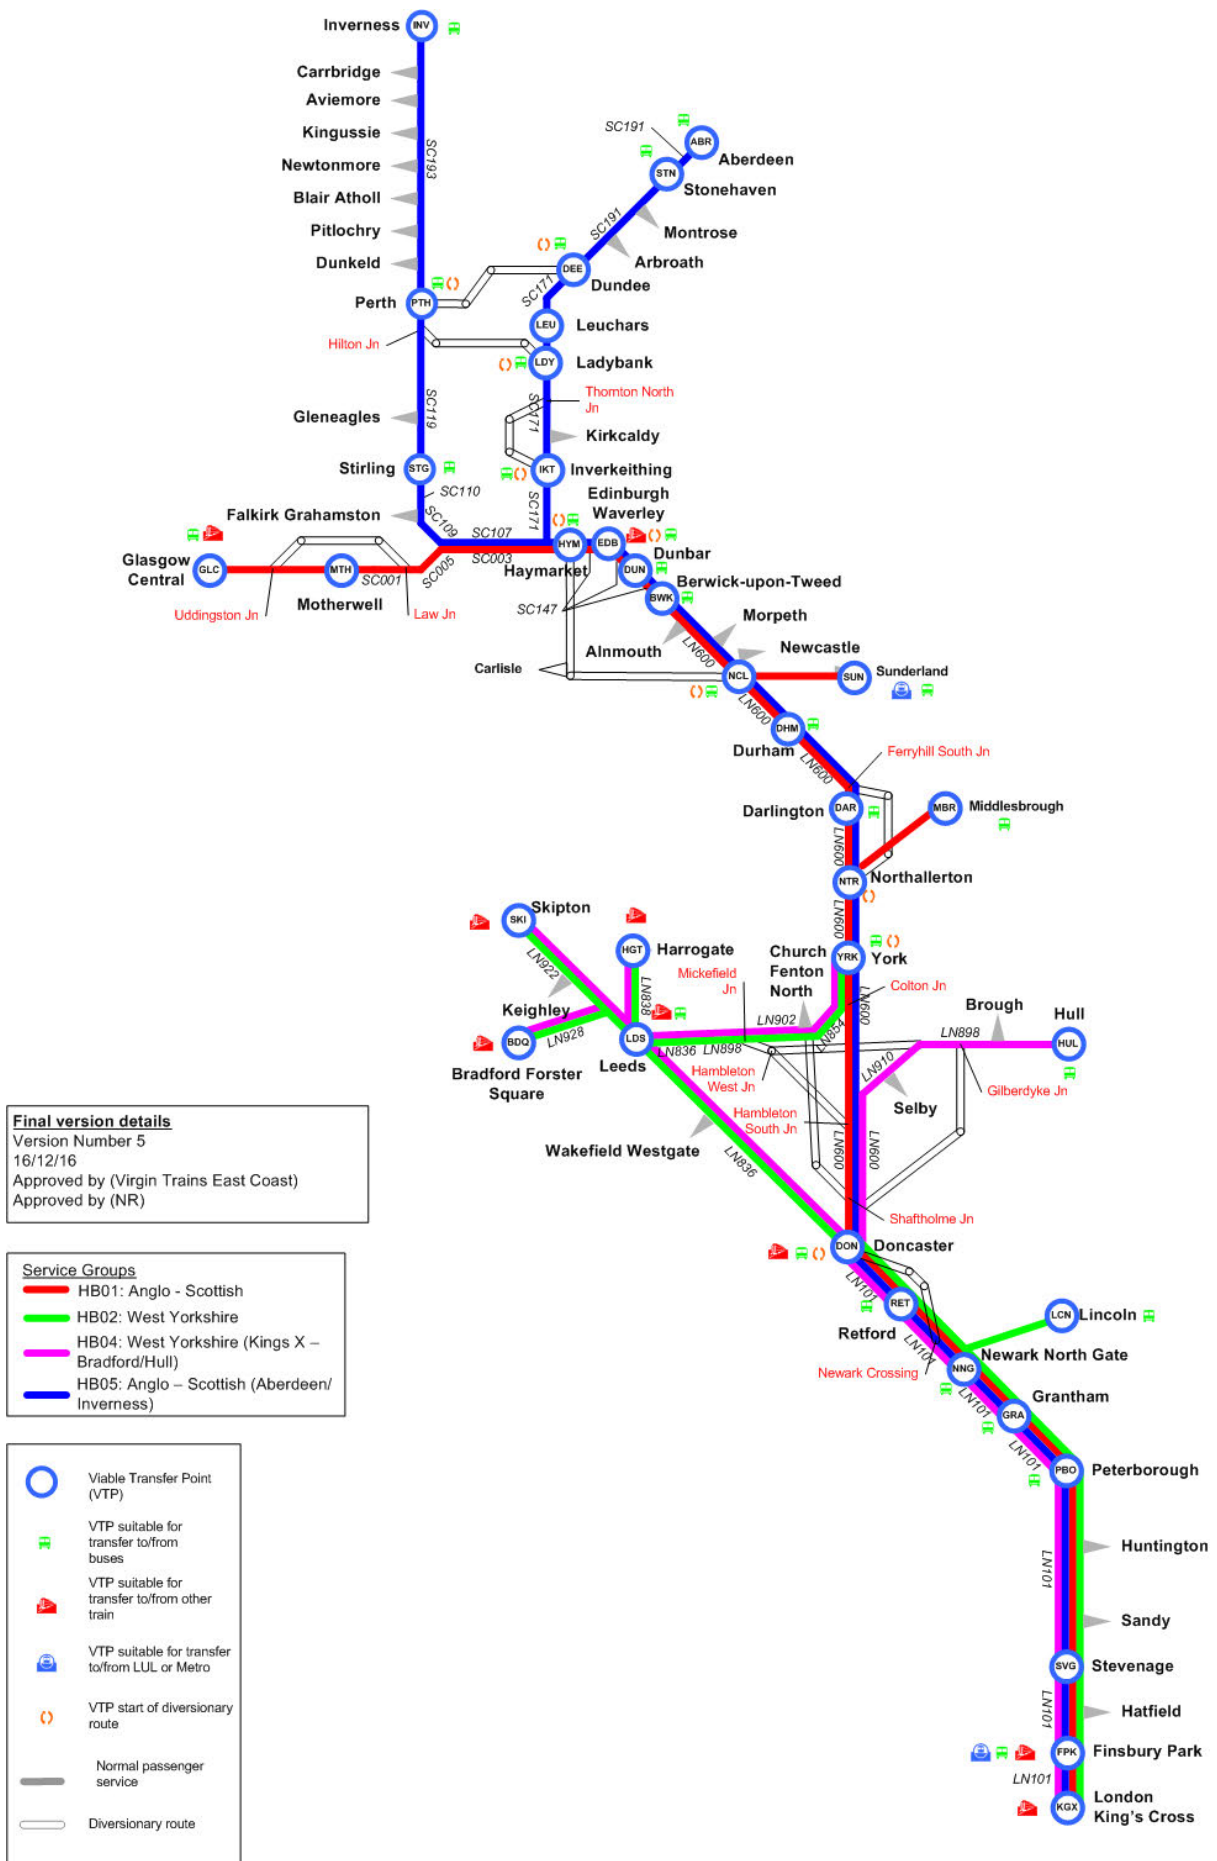 Inverness
INV
Carrbridge
Aviemore
Kingussie
SC193
Newtonmore
Blair Atholl
Pitlochry
Dunkeld
Perth
PTH
Hilton Jn
SC191
ABR
Aberdeen
STN
Stonehaven
SC191
Montrose
Arbroath
DEE
Dundee
SC171
LEU
Leuchars
LDY
Ladybank
Thornton North
Jn
SC171
Kirkcaldy
SC119
Gleneagles
Stirling
STG
IKT
Inverkeithing
SC110
SC171
Edinburgh
Waverley
Falkirk Grahamston
SC109
SC107
SC003
HYM
EDB
Haymarket
Glasgow
Central
GLC
MTH
SC001
SC005
Motherwell
Uddingston Jn
Law Jn
DUN
Dunbar
SC147
BWK
Berwick-upon-Tweed
Morpeth
Alnmouth
LN600
Newcastle
Carlisle
NCL
SUN
Sunderland
LN600
DHM
Durham
LN600
Ferryhill South Jn
Darlington
DAR
MBR
Middlesbrough
LN600
NTR
Northallerton
LN600
SKI
Skipton
HGT
Harrogate
Church
Fenton
North
YRK
York
LN922
Mickefield
Jn
Colton Jn
Keighley
LN838
LN928
BDQ
Bradford Forster
Square
LDS
Leeds
LN902
LN836
LN898
LN854
LN600
Brough
LN898
Hull
HUL
LN910
Hambleton
West Jn
Gilberdyke Jn
Selby
Hambleton
South Jn
Wakefield Westgate
LN836
LN600
LN600
Shaftholme Jn
DON
Doncaster
LN101
RET
Retford
LN101
LCN
Lincoln
Newark North Gate
Newark Crossing
NNG
LN101
Grantham
GRA
LN101
PBO
Peterborough
Huntington
LN101
Sandy
SVG
Stevenage
LN101
Hatfield
FPK
Finsbury Park
LN101
KGX
London
King's Cross
Final version details
Version Number 5
16/12/16
Approved by (Virgin Trains East Coast)
Approved by (NR)
Service Groups
HB01: Anglo - Scottish
HB02: West Yorkshire
HB04: West Yorkshire (Kings X –
Bradford/Hull)
HB05: Anglo – Scottish (Aberdeen/
Inverness)
Viable Transfer Point
(VTP)
VTP suitable for
transfer to/from
buses
VTP suitable for
transfer to/from other
train
VTP suitable for transfer
to/from LUL or Metro
VTP start of diversionary
route
Normal passenger
service
Diversionary route